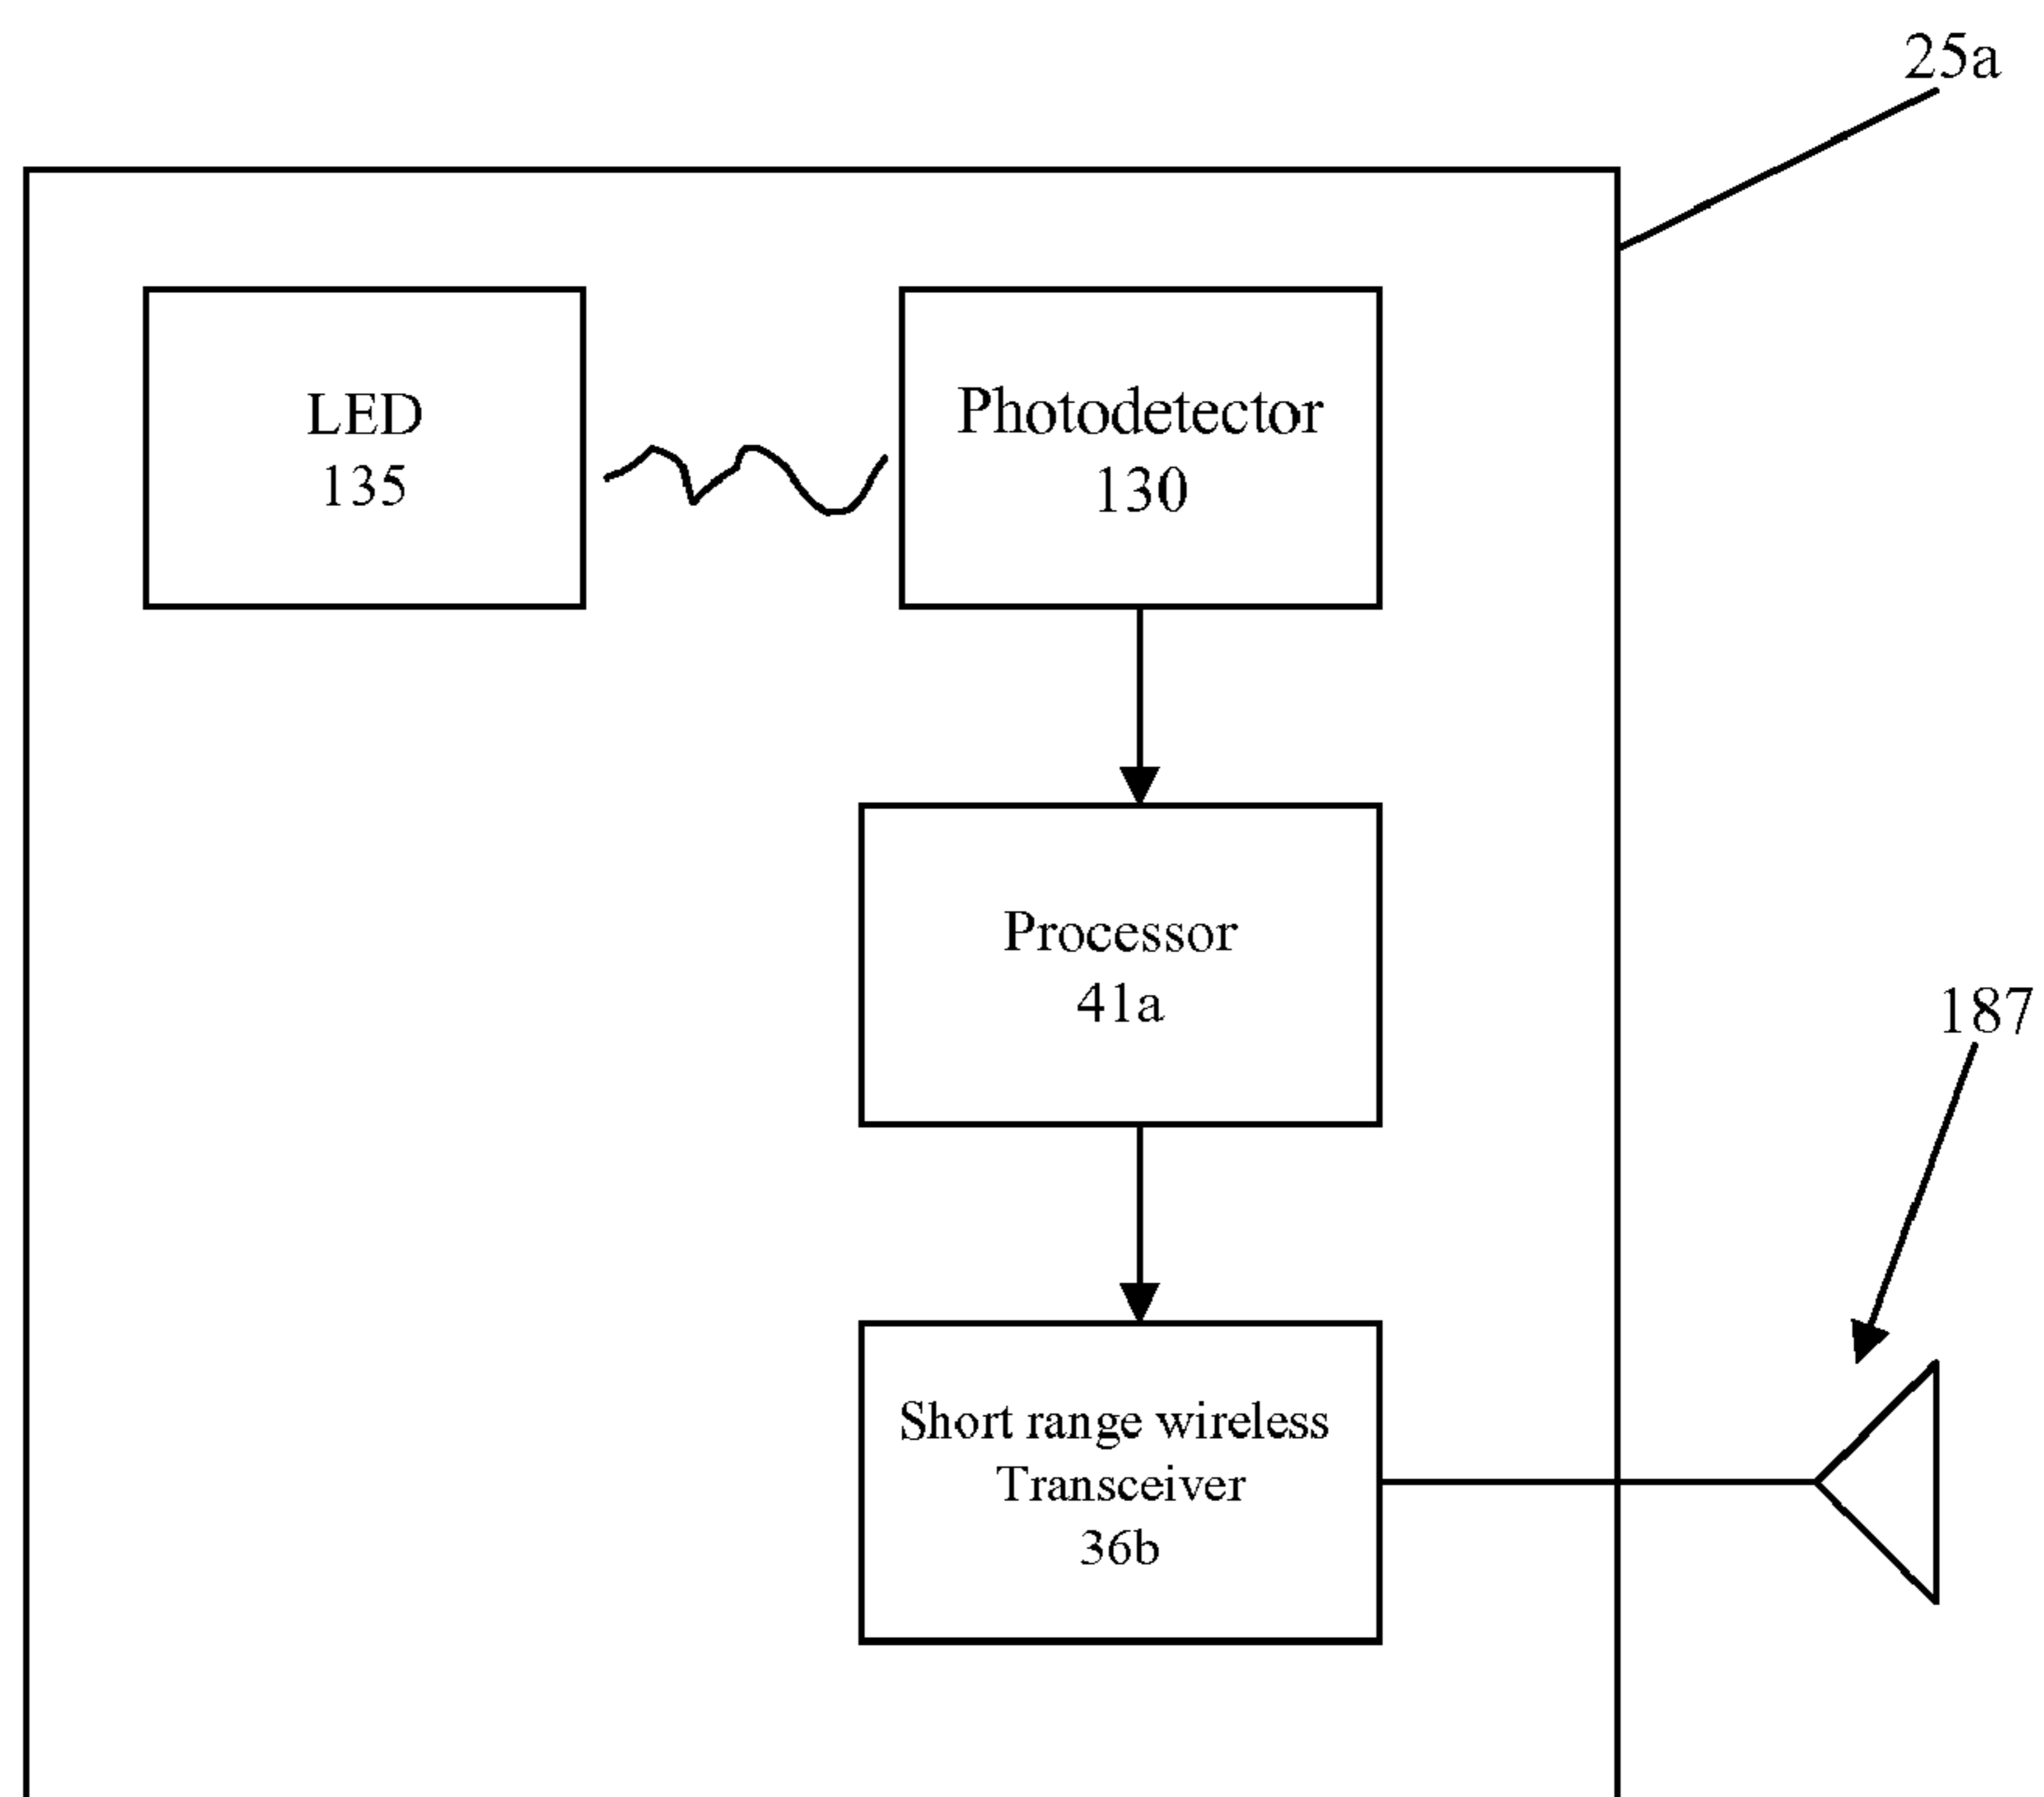 25a
LED
135
Photodetector
130
Processor
41a
187
Short range wireless
Transceiver
36b